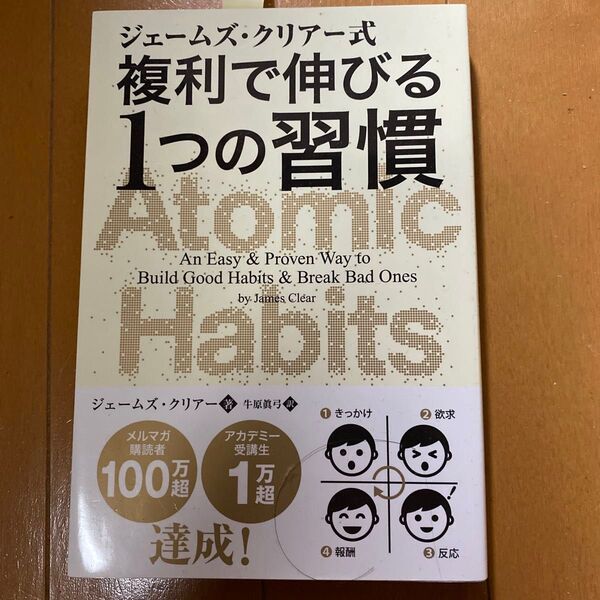 ジェームズ・クリアー式
複利で伸びる
1つの習慣
Atomic
An Easy & Proven Way to
Build Good Habits & Break Bad Ones
by James Clear
Habits
ジェームズ・クリアー 著 牛原眞弓 訳
メルマガ
購読者
100万超
アカデミー
受講生
1万超
達成!
1 きっかけ
2 欲求
4 報酬
3 反応